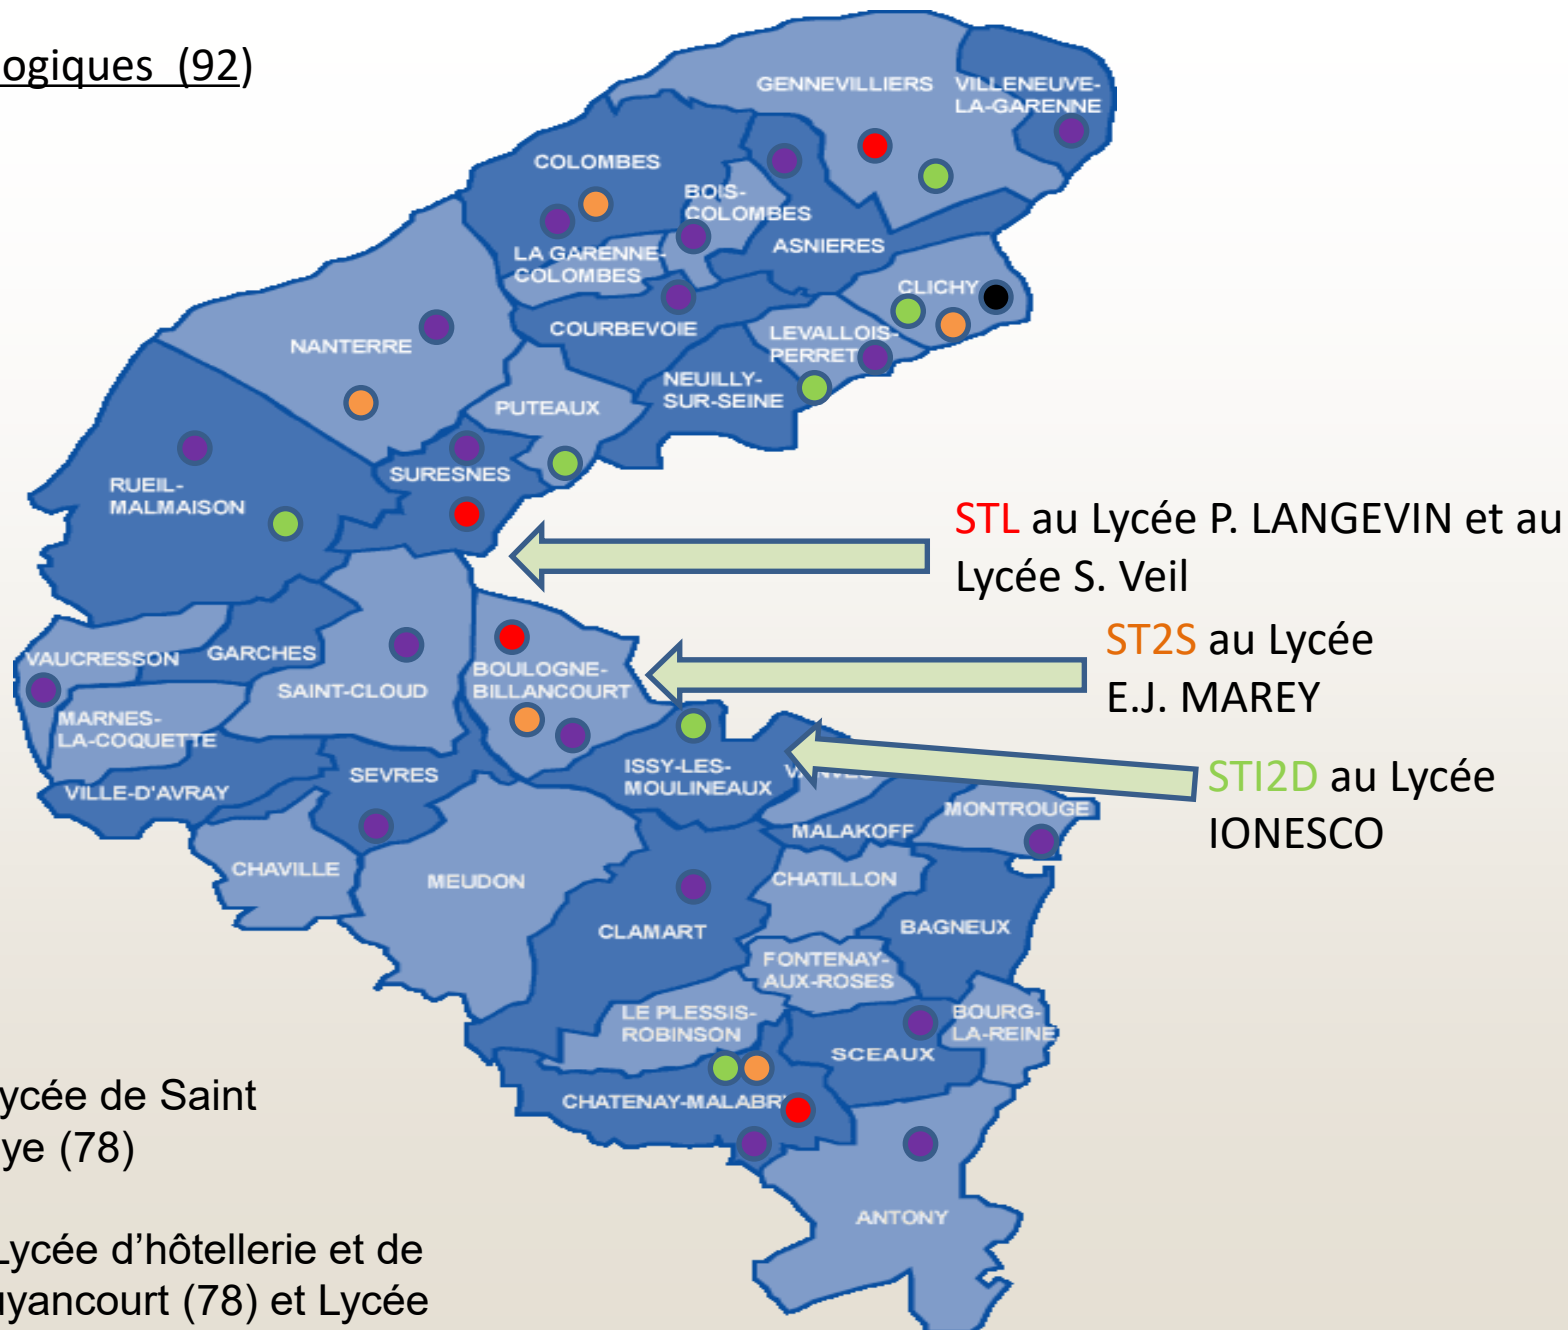 ogiques (92)
GENNEVILLIERS
VILLENEUVE-
LA-GARENNE
COLOMBES
BOIS-
COLOMBES
ASNIERES
LA GARENNE-
COLOMBES
CLICHY
COURBEVOIE
LEVALLOIS-
PERRET
NANTERRE
NEUILLY-
SUR-SEINE
PUTEAUX
SURESNES
RUEIL-
MALMAISON
STL au Lycée P. LANGEVIN et au
Lycée S. Veil
ST2S au Lycée
E.J. MAREY
VAUCRESSON
GARCHES
BOULOGNE-
BILLANCOURT
SAINT-CLOUD
MARNES-
LA-COQUETTE
ISSY-LES-
MOULINEAUX
SEVRES
STI2D au Lycée
IONESCO
VILLE-D'AVRAY
MONTROUGE
MALAKOFF
CHAVILLE
MEUDON
CHATILLON
CLAMART
BAGNEUX
FONTENAY-
AUX-ROSES
LE PLESSIS-
ROBINSON
BOURG-
LA-REINE
SCEAUX
CHATENAY-MALABR
ycée de Saint
ye (78)
ANTONY
Lycée d’hôtellerie et de
uyancourt (78) et Lycée